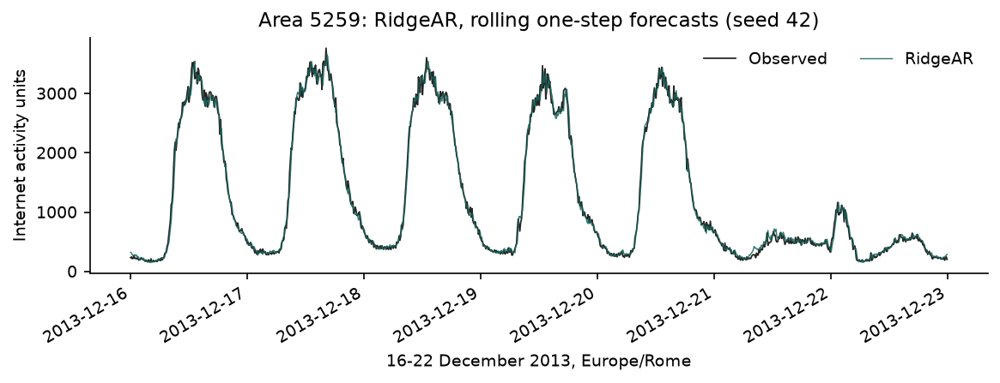 Area 5259: RidgeAR, rolling one-step forecasts (seed 42)
Observed
RidgeAR
Internet activity units
3000
2000
1000
0
2013-12-16
2013-12-17
2013-12-18
2013-12-19
2013-12-20
2013-12-21
2013-12-22
2013-12-23
16-22 December 2013, Europe/Rome